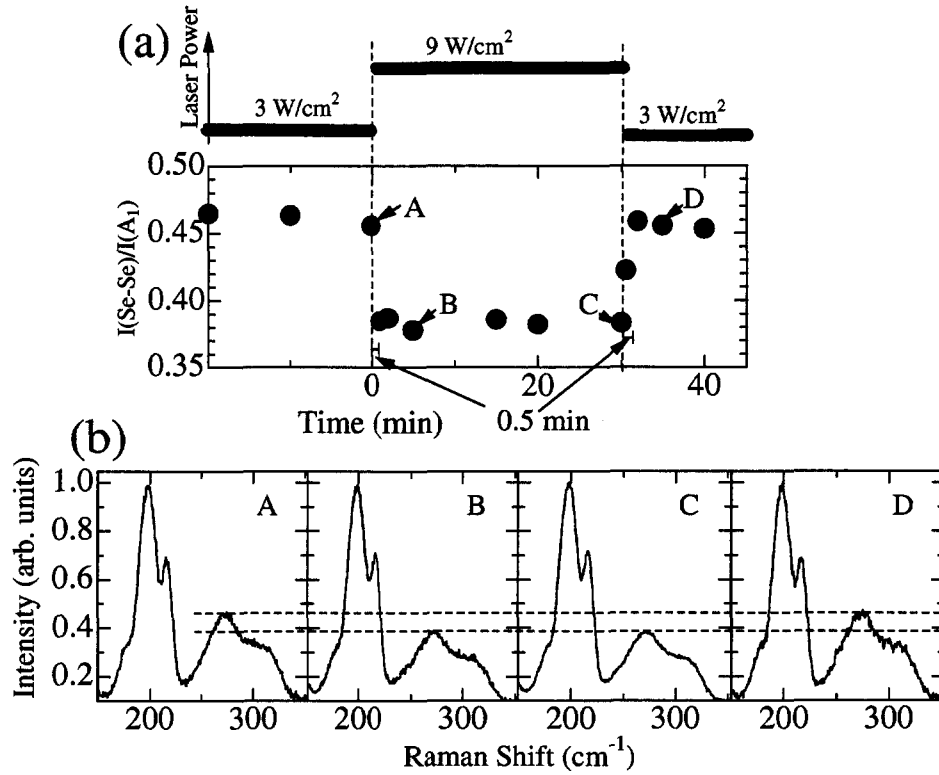 (a)
Laser Power
9 W/cm²
3 W/cm²
3 W/cm²
I(Se-Se)/I(A₁)
0.50
0.45
0.40
0.35
A
B
C
D
0
20
40
0.5 min
Time (min)
(b)
Intensity (arb. units)
1.0
0.8
0.6
0.4
0.2
A
B
C
D
200
300
200
300
200
300
200
300
Raman Shift (cm⁻¹)